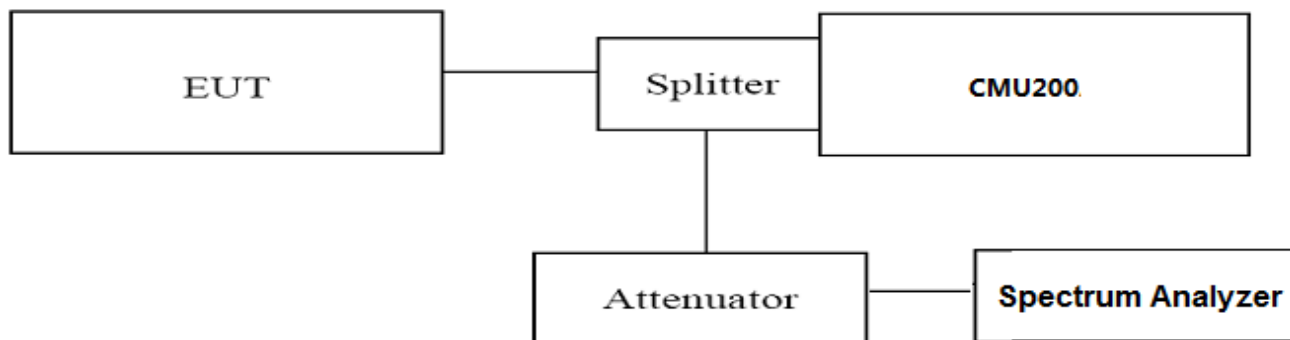 EUT
Splitter
CMU200
Attenuator
Spectrum Analyzer